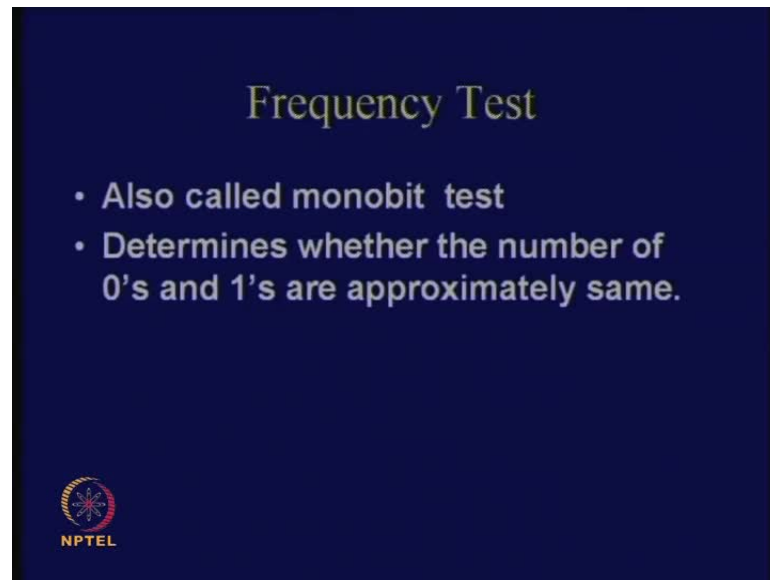 Frequency Test
• Also called monobit test
• Determines whether the number of
0's and 1's are approximately same.
NPTEL